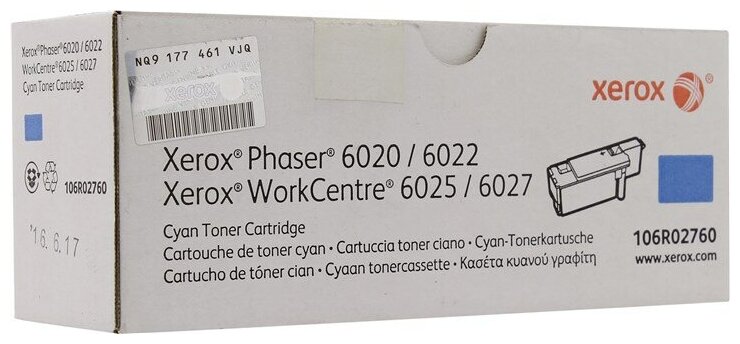 Xerox® Phaser® 6020 / 6022
WorkCentre® 6025 / 6027
Cyan Toner Cartridge
106R02760
'16.6.17
NQ9 177 461 VJQ
xerox
xerox
Xerox® Phaser® 6020 / 6022
Xerox® WorkCentre® 6025 / 6027
Cyan Toner Cartridge
Cartouche de toner cyan • Cartuccia toner ciano • Cyan-Tonerkartusche
Cartucho de tóner cian • Cyaan tonercassette • Κασέτα κυανού γραφίτη
106R02760
www.xerox.com